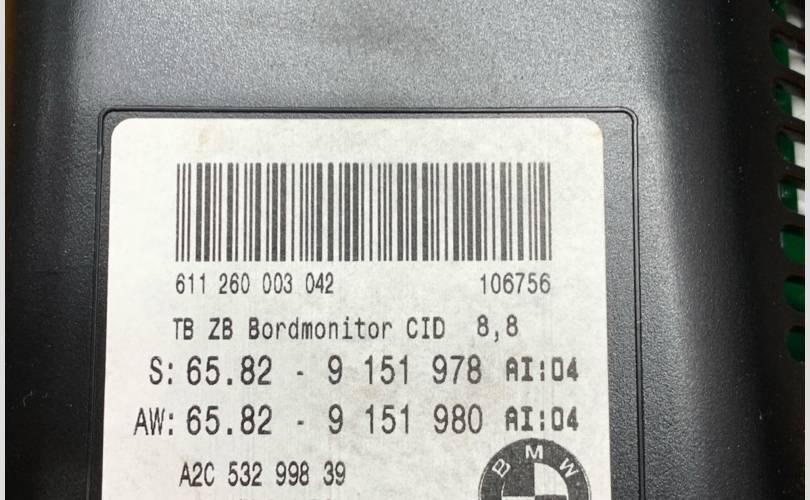 611 260 003 042 106756
TB ZB Bordmonitor CID 8,8
S: 65.82 - 9 151 978 AI:04
AW: 65.82 - 9 151 980 AI:04
A2C 532 998 39
BMW